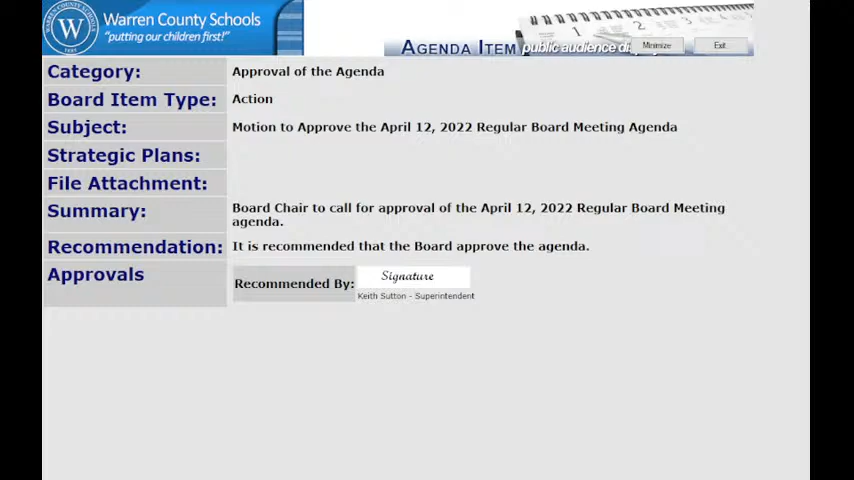 Warren County Schools
"putting our children first!"
AGENDA ITEM public audience
Minimize
Exit
Category:
Approval of the Agenda
Board Item Type:
Action
Subject:
Motion to Approve the April 12, 2022 Regular Board Meeting Agenda
Strategic Plans:
File Attachment:
Summary:
Board Chair to call for approval of the April 12, 2022 Regular Board Meeting
agenda.
Recommendation:
It is recommended that the Board approve the agenda.
Approvals
Recommended By:
Signature
Keith Sutton - Superintendent